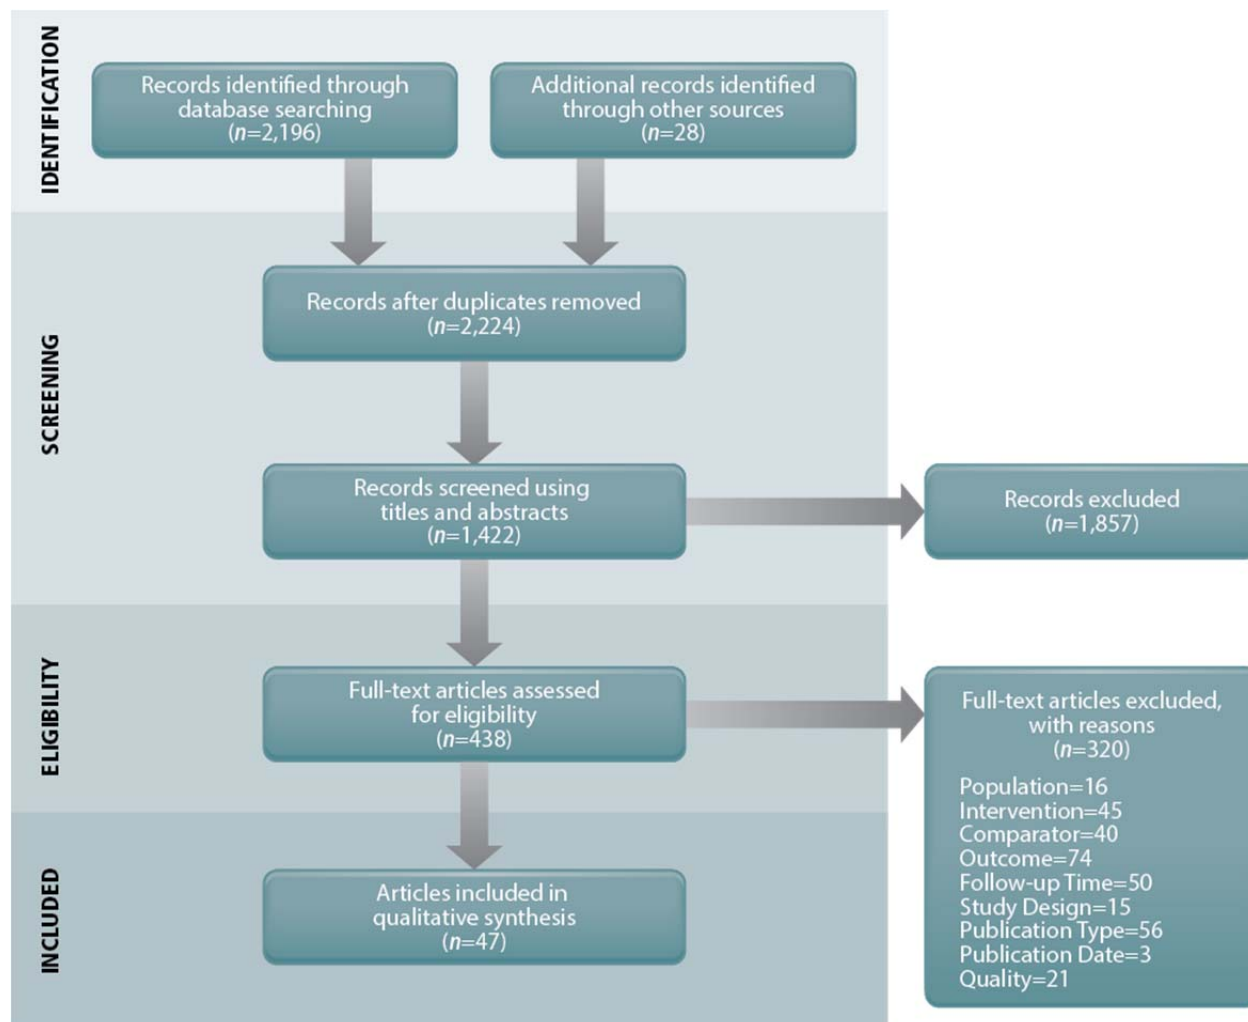 IDENTIFICATION
Records identified through
database searching
(n=2,196)
Additional records identified
through other sources
(n=28)
SCREENING
Records after duplicates removed
(n=2,224)
Records screened using
titles and abstracts
(n=1,422)
Records excluded
(n=1,857)
ELIGIBILITY
Full-text articles assessed
for eligibility
(n=438)
Full-text articles excluded,
with reasons
(n=320)
Population=16
Intervention=45
Comparator=40
Outcome=74
Follow-up Time=50
Study Design=15
Publication Type=56
Publication Date=3
Quality=21
INCLUDED
Articles included in
qualitative synthesis
(n=47)